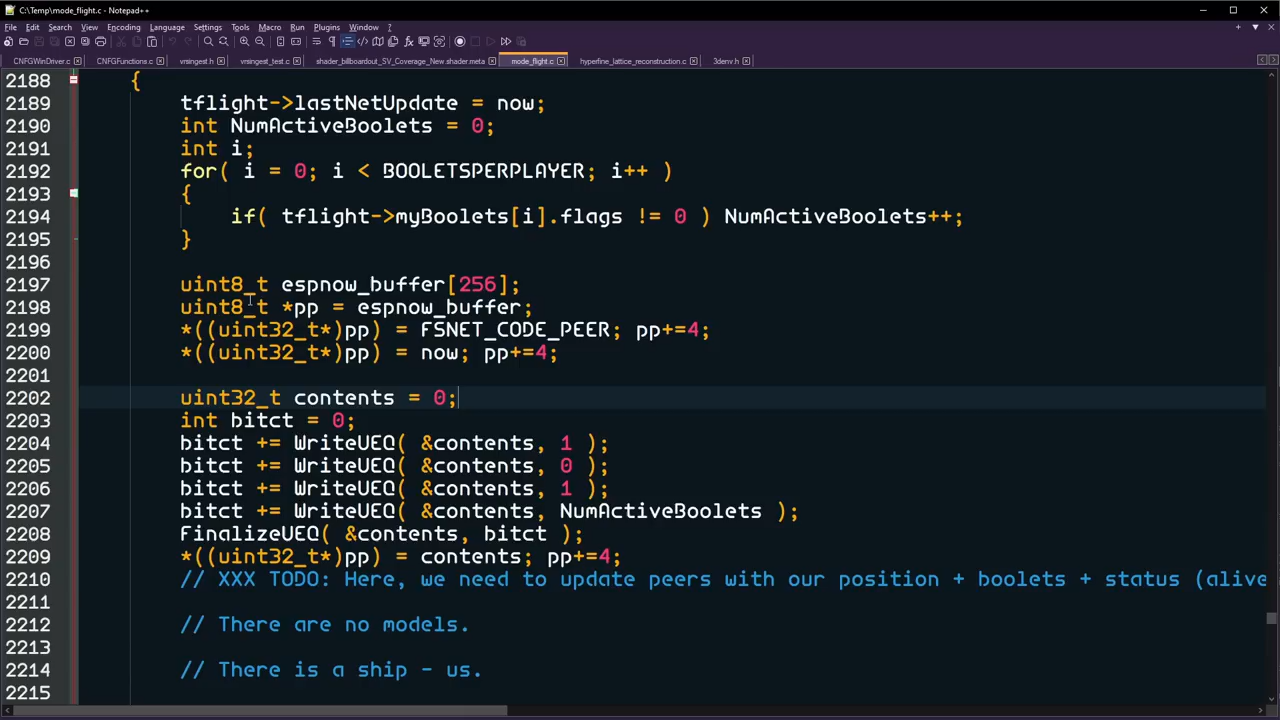 C:\Temp\mode_flight.c - Notepad++
File Edit Search View Encoding Language Settings Tools Macro Run Plugins Window ?
CNFGWinDriver.c CNFGFunctions.c vrsingest.h vrsingest_test.c shader_billboardout_SV_Coverage_New.shader.meta mode_flight.c hyperfine_lattice_reconstruction.c 3denv.h
2188 {
2189 tflight->lastNetUpdate = now;
2190 int NumActiveBoolets = 0;
2191 int i;
2192 for( i = 0; i < BOOLETSPERPLAYER; i++ )
2193 {
2194 if( tflight->myBoolets[i].flags != 0 ) NumActiveBoolets++;
2195 }
2196
2197 uint8_t espnow_buffer[256];
2198 uint8_t *pp = espnow_buffer;
2199 *((uint32_t*)pp) = FSNET_CODE_PEER; pp+=4;
2200 *((uint32_t*)pp) = now; pp+=4;
2201
2202 uint32_t contents = 0;
2203 int bitct = 0;
2204 bitct += WriteUEQ( &contents, 1 );
2205 bitct += WriteUEQ( &contents, 0 );
2206 bitct += WriteUEQ( &contents, 1 );
2207 bitct += WriteUEQ( &contents, NumActiveBoolets );
2208 FinalizeUEQ( &contents, bitct );
2209 *((uint32_t*)pp) = contents; pp+=4;
2210 // XXX TODO: Here, we need to update peers with our position + boolets + status (alive
2211
2212 // There are no models.
2213
2214 // There is a ship - us.
2215